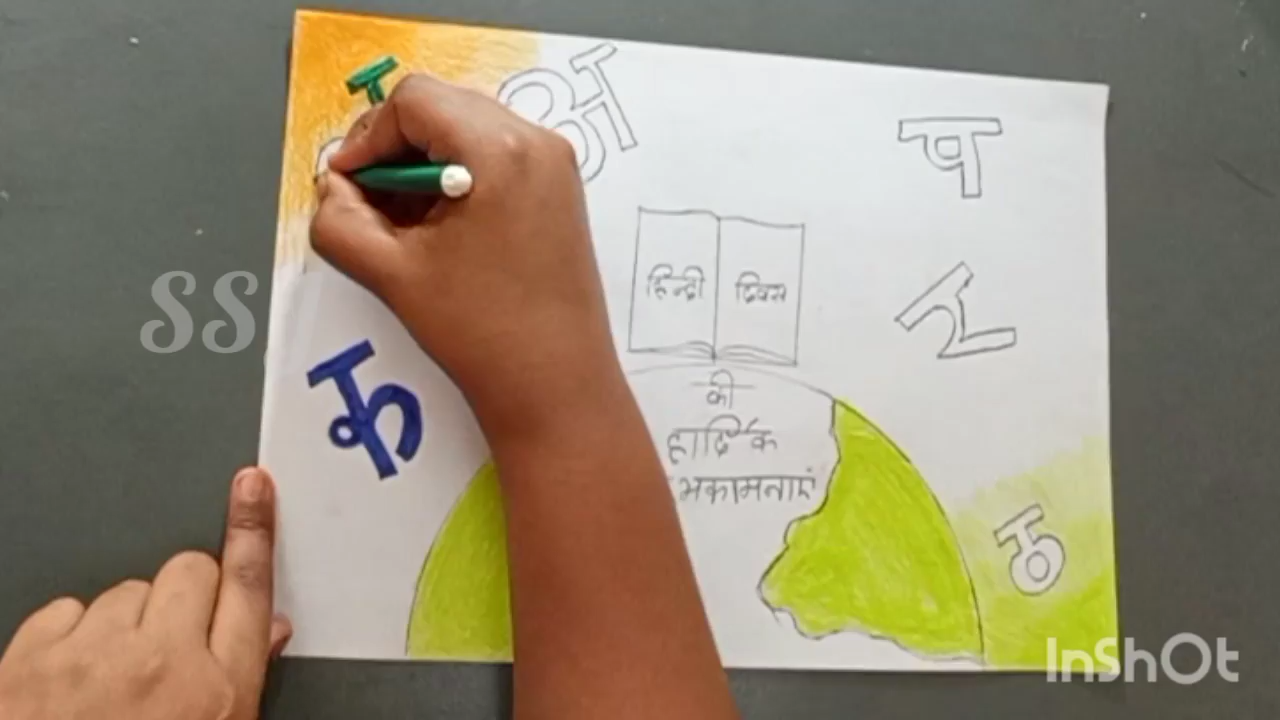 अ
प
हिन्दी दिवस
क
ठ
की
हार्दिक
भकामनाएं
SS
InShOt